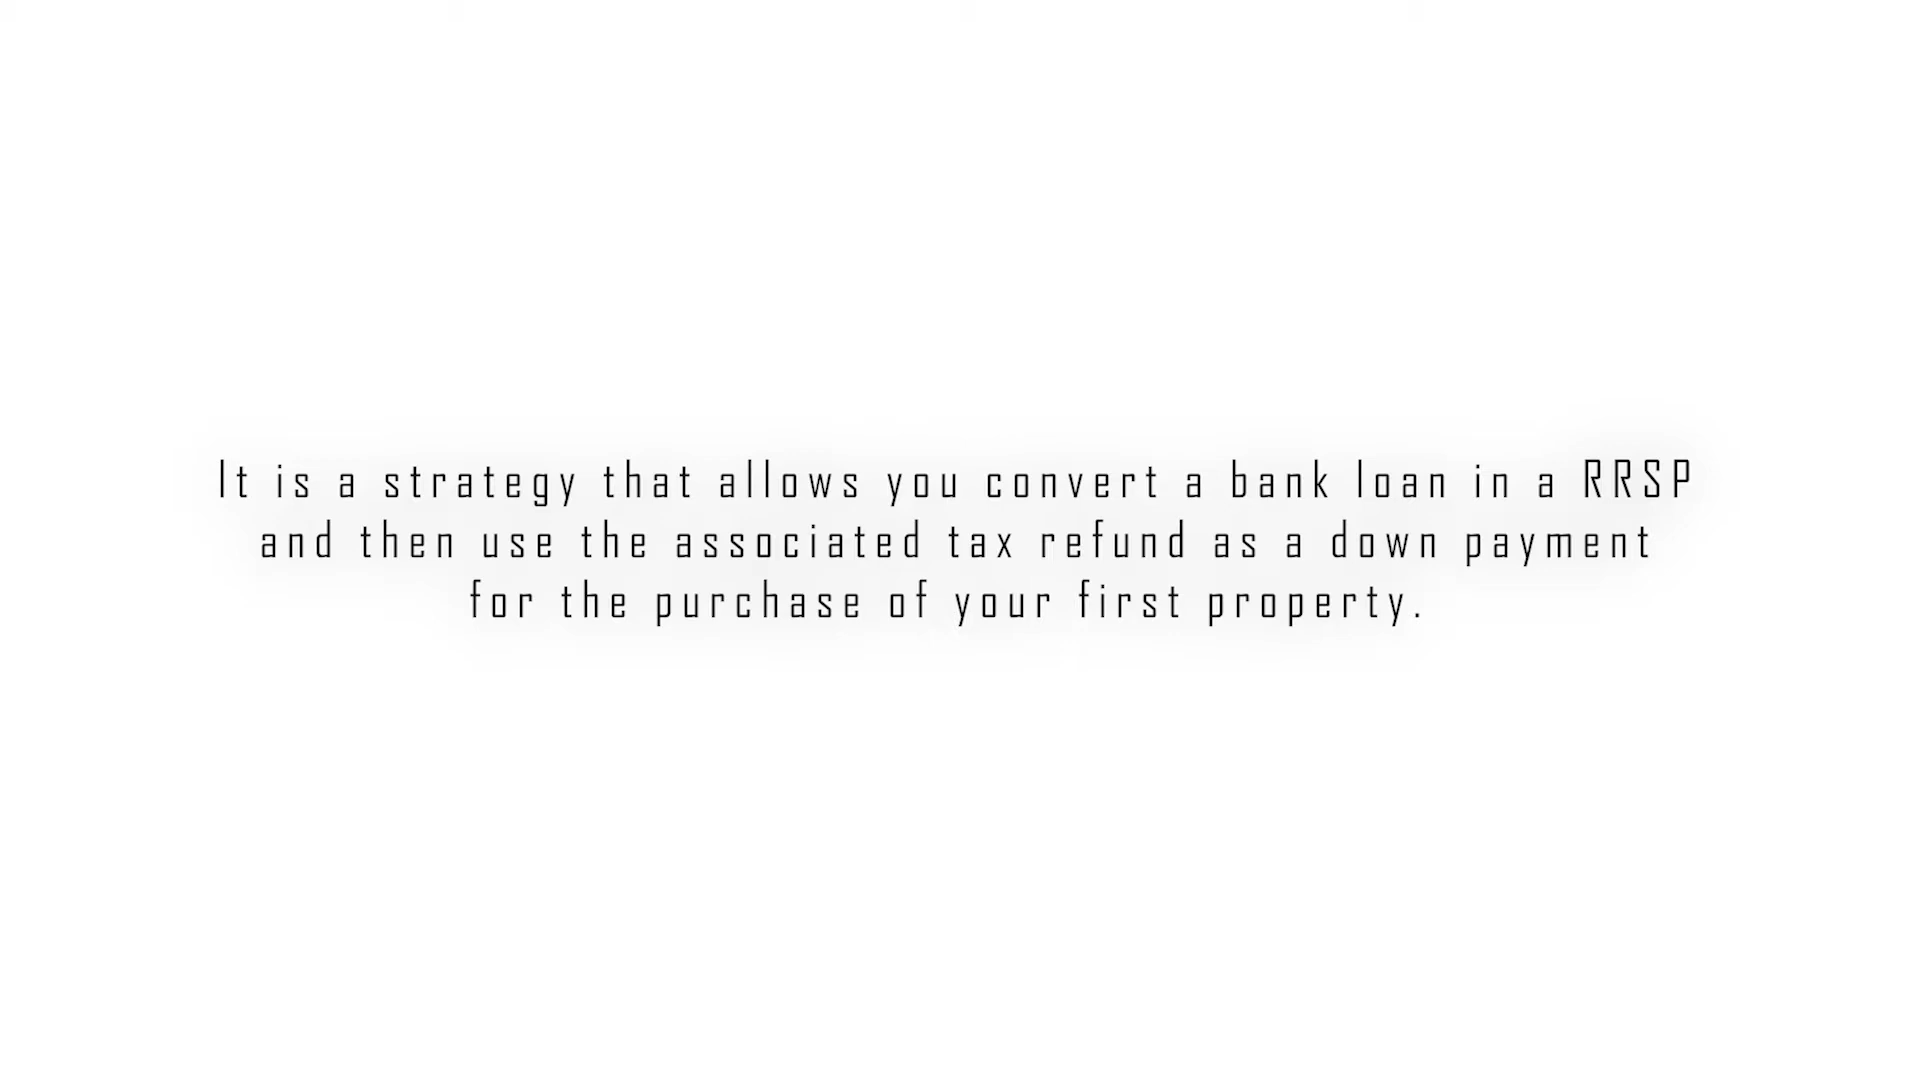 It is a strategy that allows you convert a bank loan in a RRSP
and then use the associated tax refund as a down payment
for the purchase of your first property.